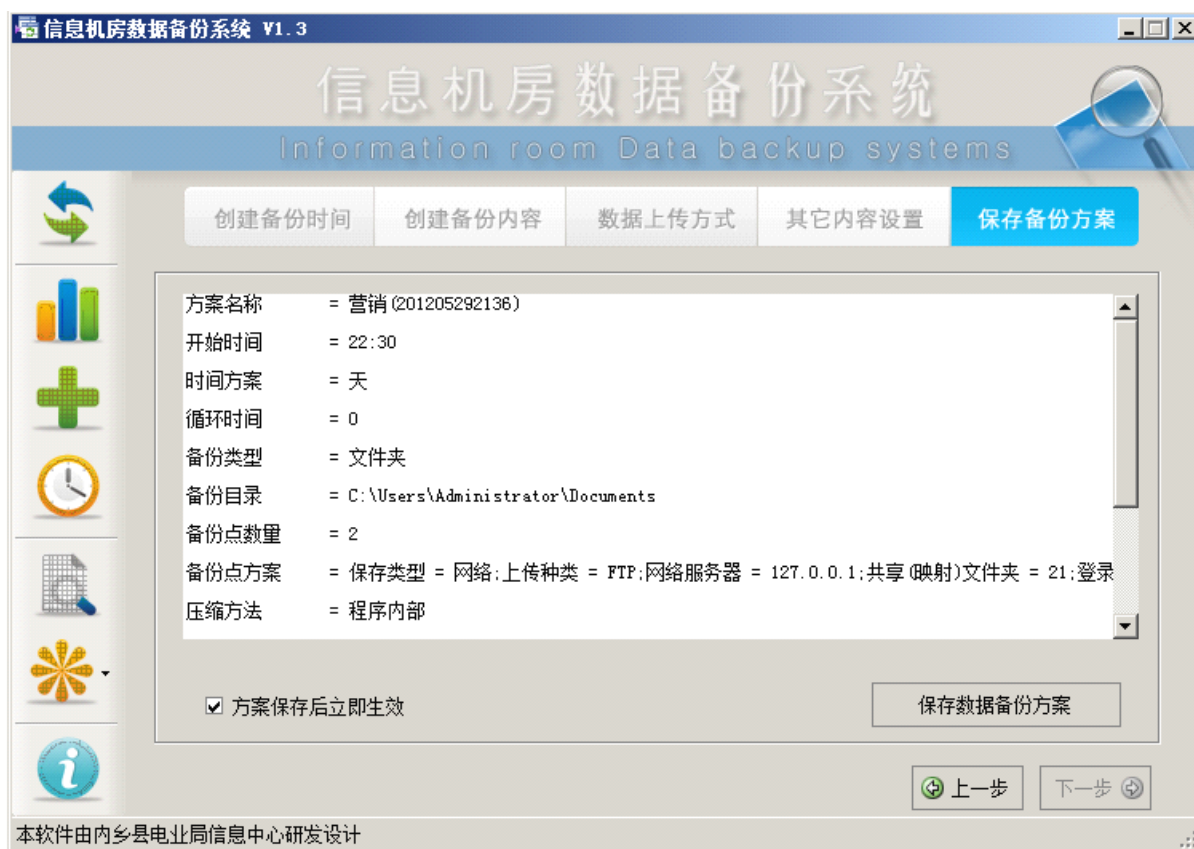 信息机房数据备份系统 V1.3
信息机房数据备份系统
Information room Data backup systems
创建备份时间 创建备份内容 数据上传方式 其它内容设置 保存备份方案
方案名称 = 营销(201205292136)
开始时间 = 22:30
时间方案 = 天
循环时间 = 0
备份类型 = 文件夹
备份目录 = C:\Users\Administrator\Documents
备份点数量 = 2
备份点方案 = 保存类型 = 网络;上传种类 = FTP;网络服务器 = 127.0.0.1;共享(映射)文件夹 = 21;登录
压缩方法 = 程序内部
方案保存后立即生效 保存数据备份方案
上一步 下一步
本软件由内乡县电业局信息中心研发设计